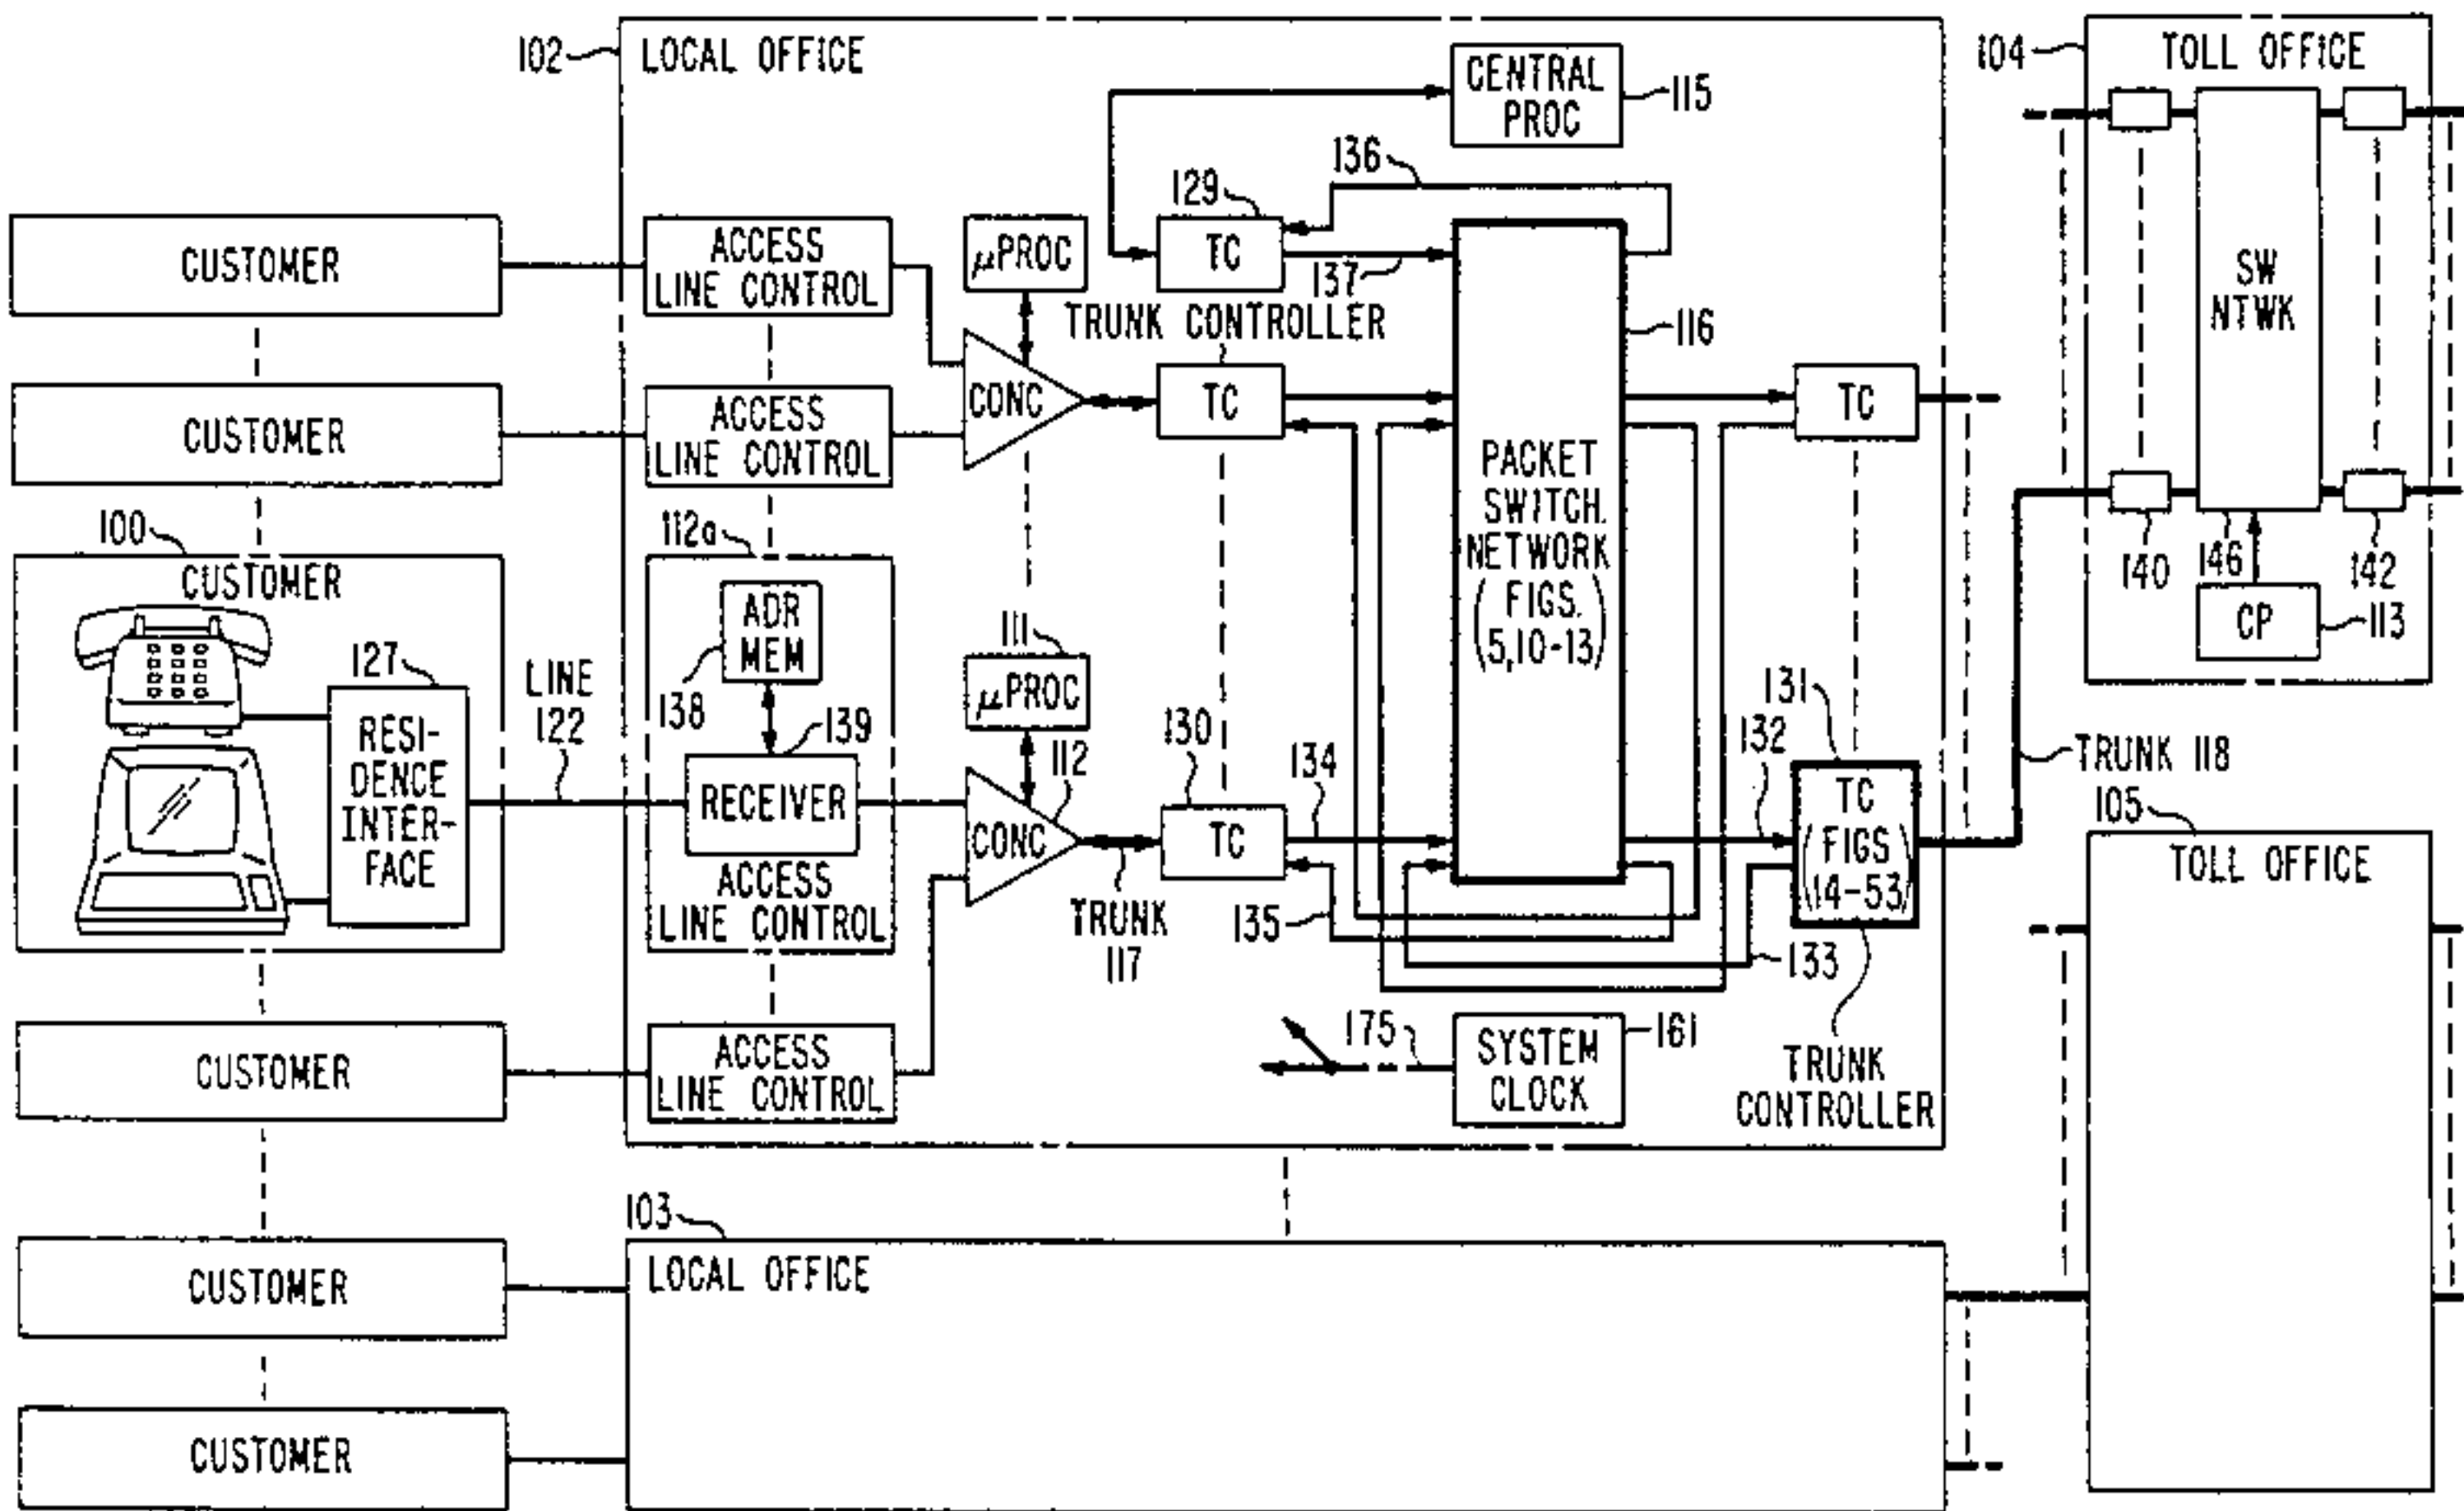 102
LOCAL OFFICE
CENTRAL
PROC
115
104
TOLL OFFICE
136
129
TC
137
TRUNK CONTROLLER
116
SW
NTWK
CUSTOMER
ACCESS
LINE CONTROL
μPROC
CONC
TC
TC
CUSTOMER
ACCESS
LINE CONTROL
PACKET
SWITCH.
NETWORK
(FIGS.
5,10-13)
140
146
142
CP
113
100
CUSTOMER
127
RESI-
DENCE
INTER-
FACE
LINE
122
112a
ADR
MEM
138
139
RECEIVER
ACCESS
LINE CONTROL
111
μPROC
112
CONC
TRUNK
117
130
TC
134
135
131
132
TC
(FIGS
14-53)
133
TRUNK
CONTROLLER
TRUNK 118
105
TOLL OFFICE
CUSTOMER
ACCESS
LINE CONTROL
175
SYSTEM
CLOCK
161
103
LOCAL OFFICE
CUSTOMER
CUSTOMER